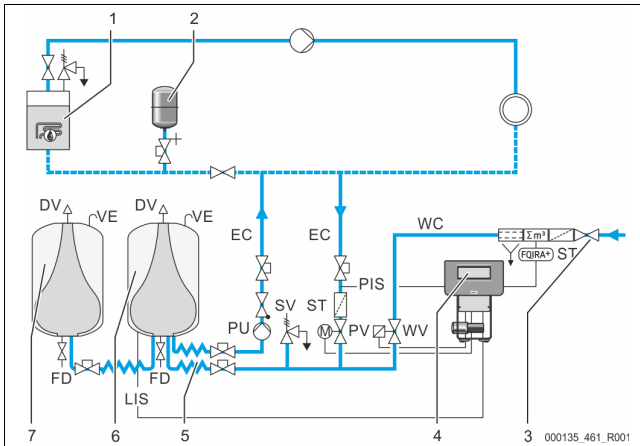 1
2
DV
VE
DV
VE
EC
EC
WC
Σm³
FQIRA+
ST
PIS
SV
ST
PU
M
PV
WV
FD
FD
LIS
7
6
5
4
3
000135_461_R001